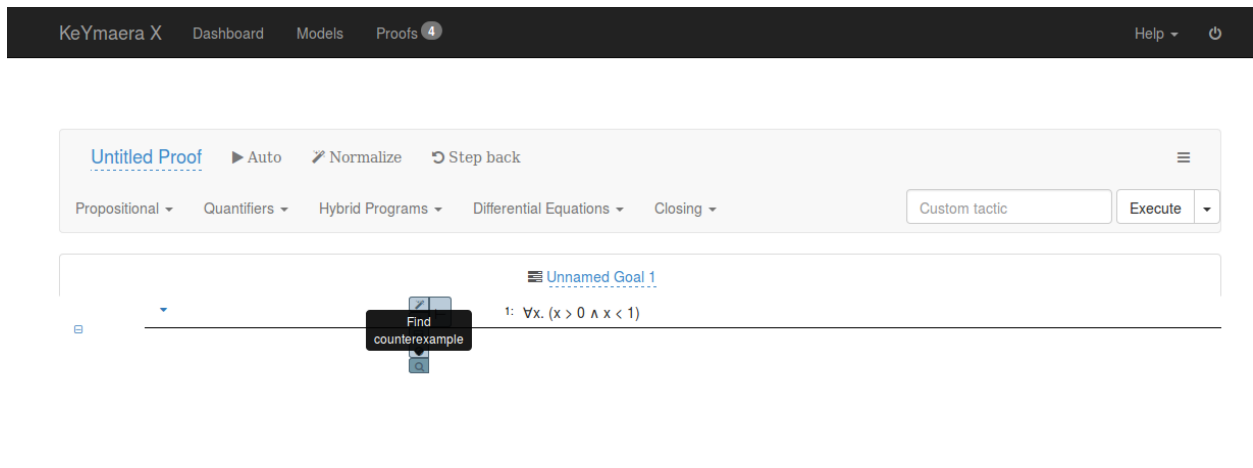 KeYmaera X Dashboard Models Proofs 4 Help
Untitled Proof Auto Normalize Step back
Propositional Quantifiers Hybrid Programs Differential Equations Closing Custom tactic Execute
Unnamed Goal 1
1: ∀x. (x > 0 ∧ x < 1)
Find
counterexample